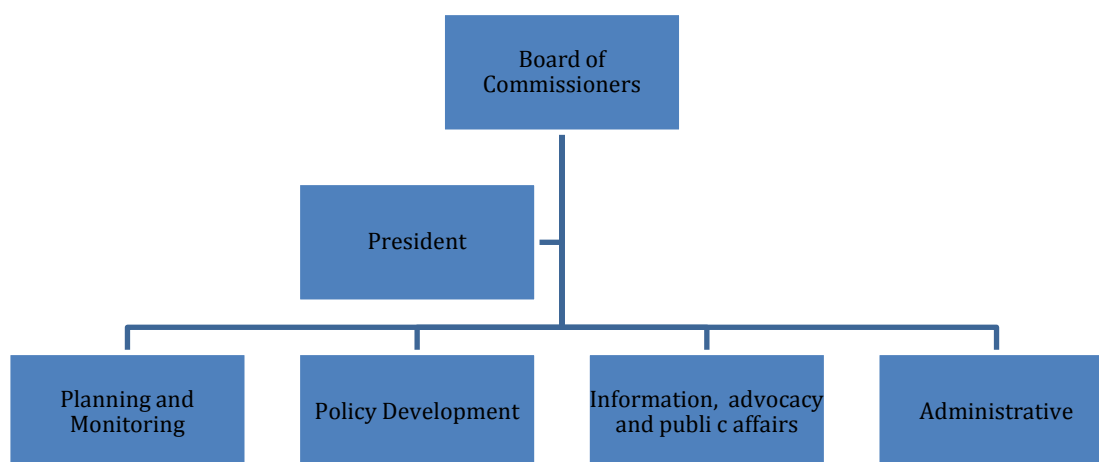 Board of
Commissioners
President
Planning and
Monitoring
Policy Development
Information,  advocacy
and publi c affairs
Administrative